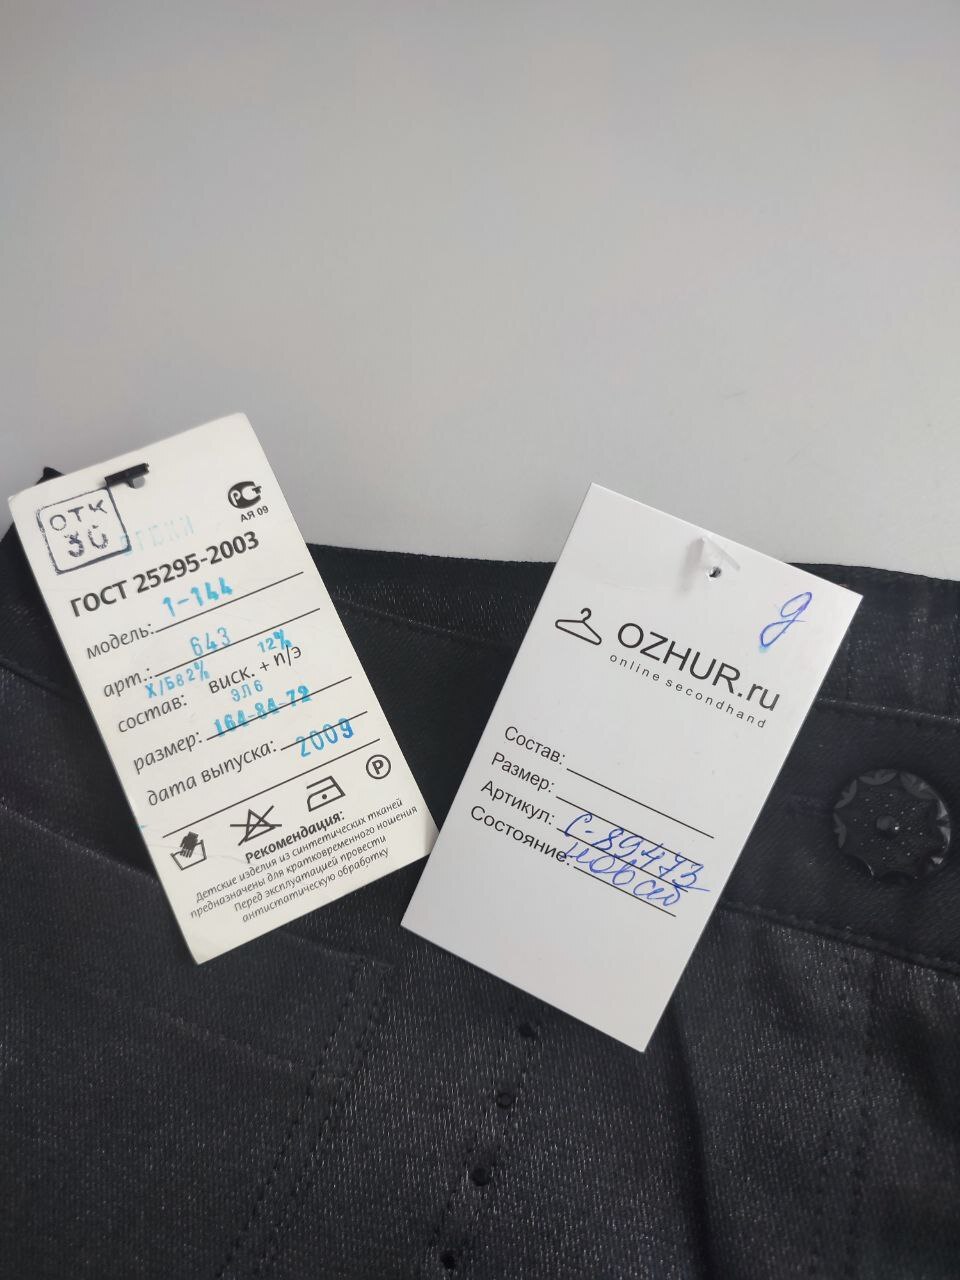 ОТК
30
БРЮКИ
РСТ
АЯ 09
ГОСТ 25295-2003
модель: 1-144
арт.: 643
Х/Б82% 12%
состав: виск. + п/э
ЭЛ6
размер: 164-84-72
дата выпуска: 2009
Р
Рекомендация:
Детские изделия из синтетических тканей
предназначены для кратковременного ношения
Перед эксплуатацией провести
антистатическую обработку
OZHUR.ru
online secondhand
Состав:
Размер:
Артикул: С-89473
Состояние: